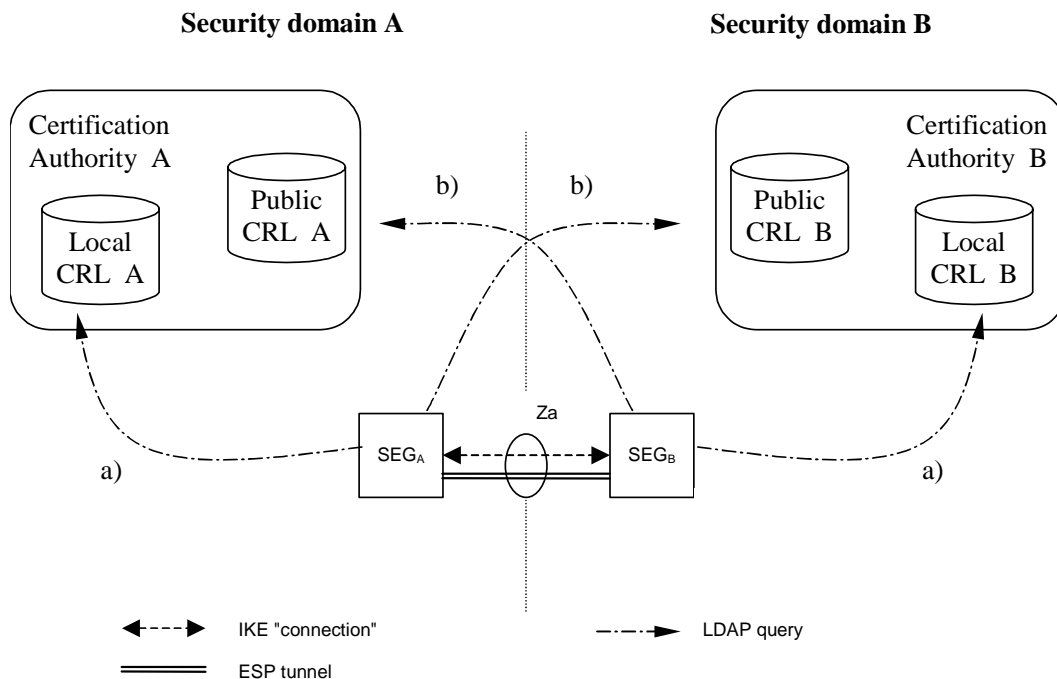 Security domain A
Security domain B
Certification
Authority A
Public
CRL A
Local
CRL A
Certification
Authority B
Public
CRL B
Local
CRL B
b)
b)
Za
SEGA
SEGB
a)
a)
IKE "connection"
LDAP query
ESP tunnel